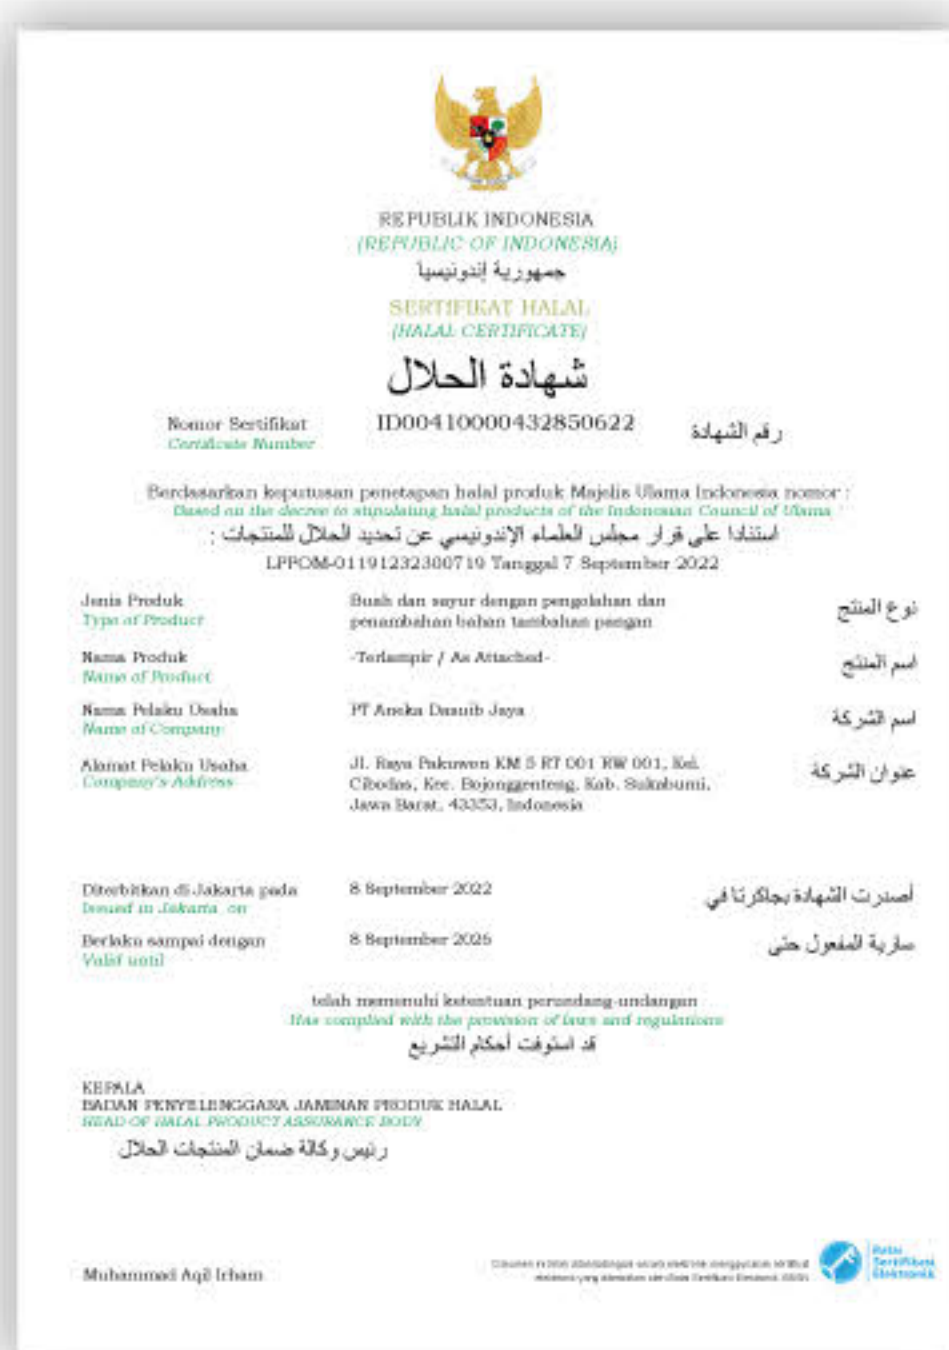 REPUBLIK INDONESIA
(REPUBLIC OF INDONESIA)
جمهورية إندونيسيا
SERTIFIKAT HALAL
(HALAL CERTIFICATE)
شهادة الحلال
Nomor Sertifikat ID00410000432850622 رقم الشهادة
Certificate Number
Berdasarkan keputusan penetapan halal produk Majelis Ulama Indonesia nomor :
Based on the decree to stipulating halal products of the Indonesian Council of Ulama
استنادا على قرار مجلس العلماء الإندونيسي عن تحديد الحلال للمنتجات :
LPPOM-01191232300719 Tanggal 7 September 2022
Jenis Produk Buah dan sayur dengan pengolahan dan نوع المنتج
Type of Product penambahan bahan tambahan pangan
Nama Produk -Terlampir / As Attached- اسم المنتج
Name of Product
Nama Pelaku Usaha PT Aneka Dasuib Jaya اسم الشركة
Name of Company
Alamat Pelaku Usaha Jl. Raya Pakuwon KM 5 RT 001 RW 001, Kel. عنوان الشركة
Company's Address Cibodas, Kec. Bojonggenteng, Kab. Sukabumi,
Jawa Barat, 43353, Indonesia
Diterbitkan di Jakarta pada 8 September 2022 أصدرت الشهادة بجاكرتا في
Issued in Jakarta on
Berlaku sampai dengan 8 September 2026 سارية المفعول حتى
Valid until
telah memenuhi ketentuan perundang-undangan
Has complied with the provision of laws and regulations
قد استوفت أحكام التشريع
KEPALA
BADAN PENYELENGGARA JAMINAN PRODUK HALAL
HEAD OF HALAL PRODUCT ASSURANCE BODY
رئيس وكالة ضمان المنتجات الحلال
Muhammad Aqil Irham
Balai
Sertifikasi
Elektronik